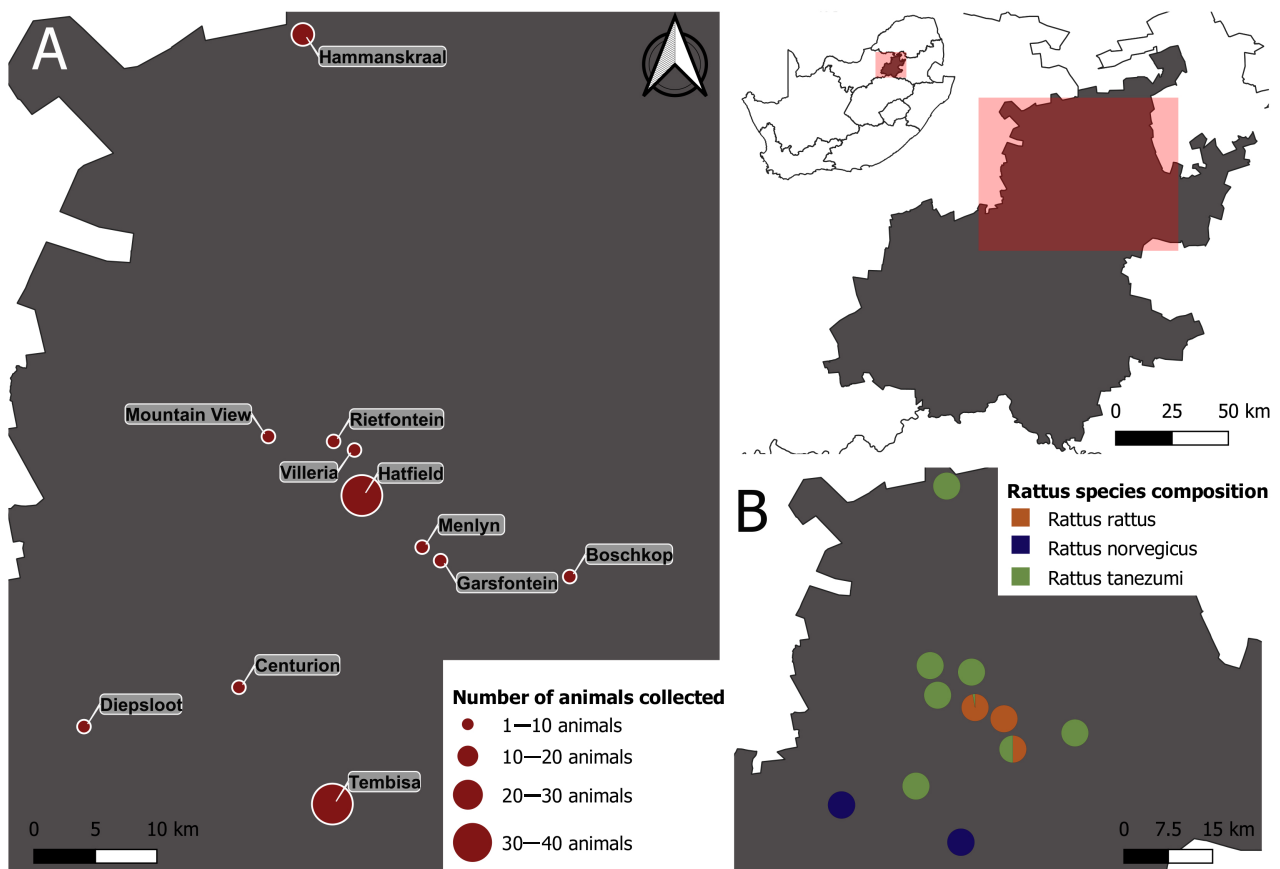 A
Hammanskraal
Mountain View
Rietfontein
Villeria
Hatfield
Menlyn
Garsfontein
Boschkop
Centurion
Diepsloot
Tembisa
0 5 10 km
Number of animals collected
1—10 animals
10—20 animals
20—30 animals
30—40 animals
0 25 50 km
B
Rattus species composition
Rattus rattus
Rattus norvegicus
Rattus tanezumi
0 7.5 15 km